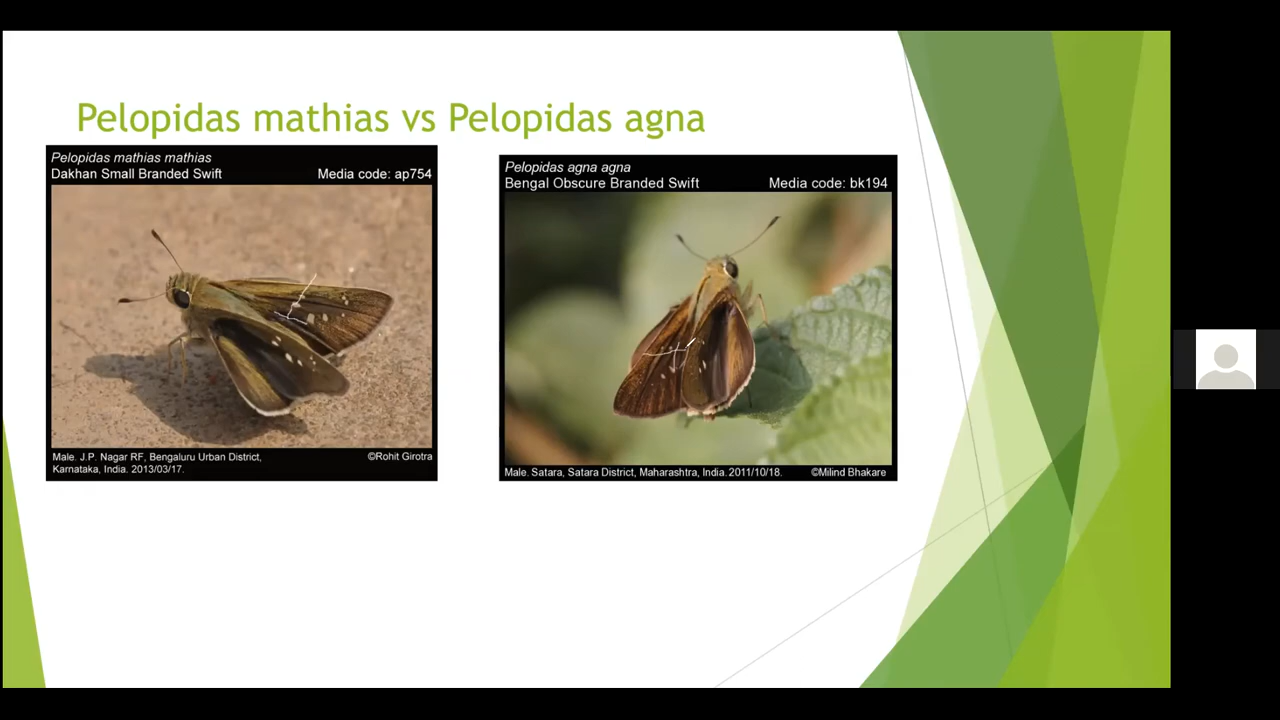 Pelopidas mathias vs Pelopidas agna
Pelopidas mathias mathias
Dakhan Small Branded Swift Media code: ap754
Male. J.P. Nagar RF, Bengaluru Urban District, ©Rohit Girotra
Karnataka, India. 2013/03/17.
Pelopidas agna agna
Bengal Obscure Branded Swift Media code: bk194
Male. Satara, Satara District, Maharashtra, India. 2011/10/18. ©Milind Bhakare